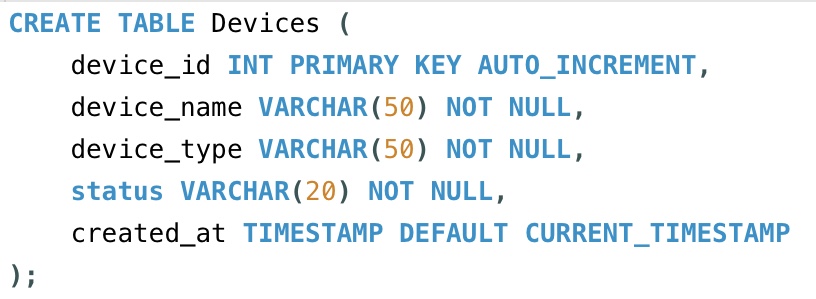 CREATE TABLE Devices (
    device_id INT PRIMARY KEY AUTO_INCREMENT,
    device_name VARCHAR(50) NOT NULL,
    device_type VARCHAR(50) NOT NULL,
    status VARCHAR(20) NOT NULL,
    created_at TIMESTAMP DEFAULT CURRENT_TIMESTAMP
);